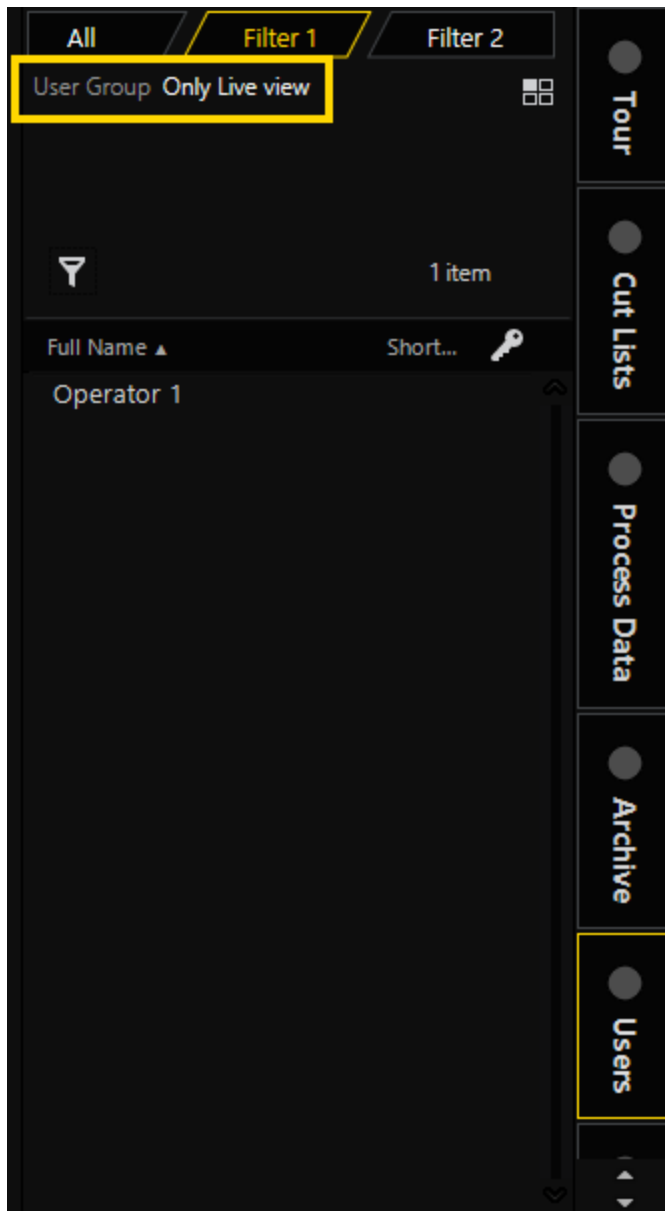 All Filter 1 Filter 2
User Group Only Live view
1 item
Full Name ▲ Short...
Operator 1
Tour
Cut Lists
Process Data
Archive
Users